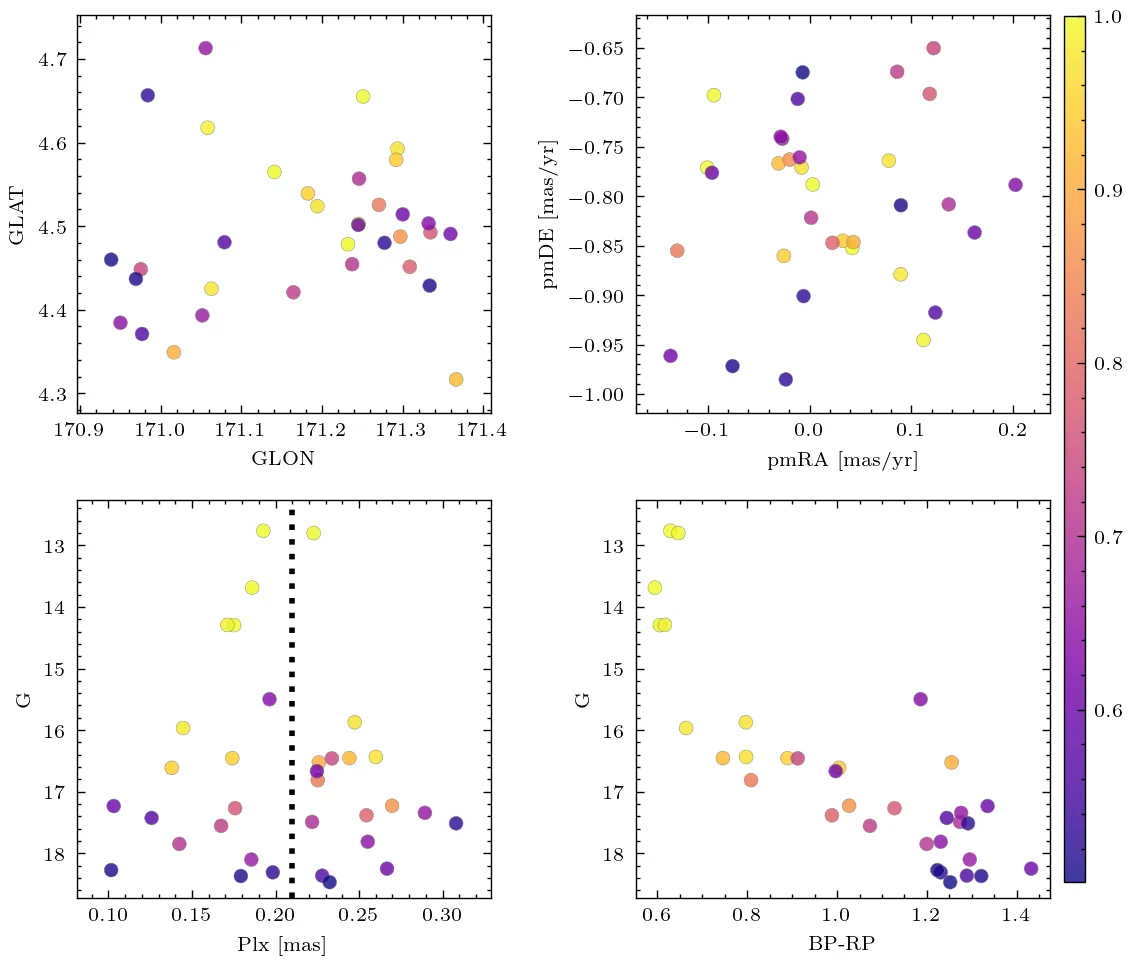 4.7
4.6
4.5
4.4
4.3
GLAT
170.9 171.0 171.1 171.2 171.3 171.4
GLON
−0.65
−0.70
−0.75
−0.80
−0.85
−0.90
−0.95
−1.00
pmDE [mas/yr]
−0.1 0.0 0.1 0.2
pmRA [mas/yr]
13
14
15
16
17
18
G
0.10 0.15 0.20 0.25 0.30
Plx [mas]
13
14
15
16
17
18
G
0.6 0.8 1.0 1.2 1.4
BP-RP
1.0
0.9
0.8
0.7
0.6